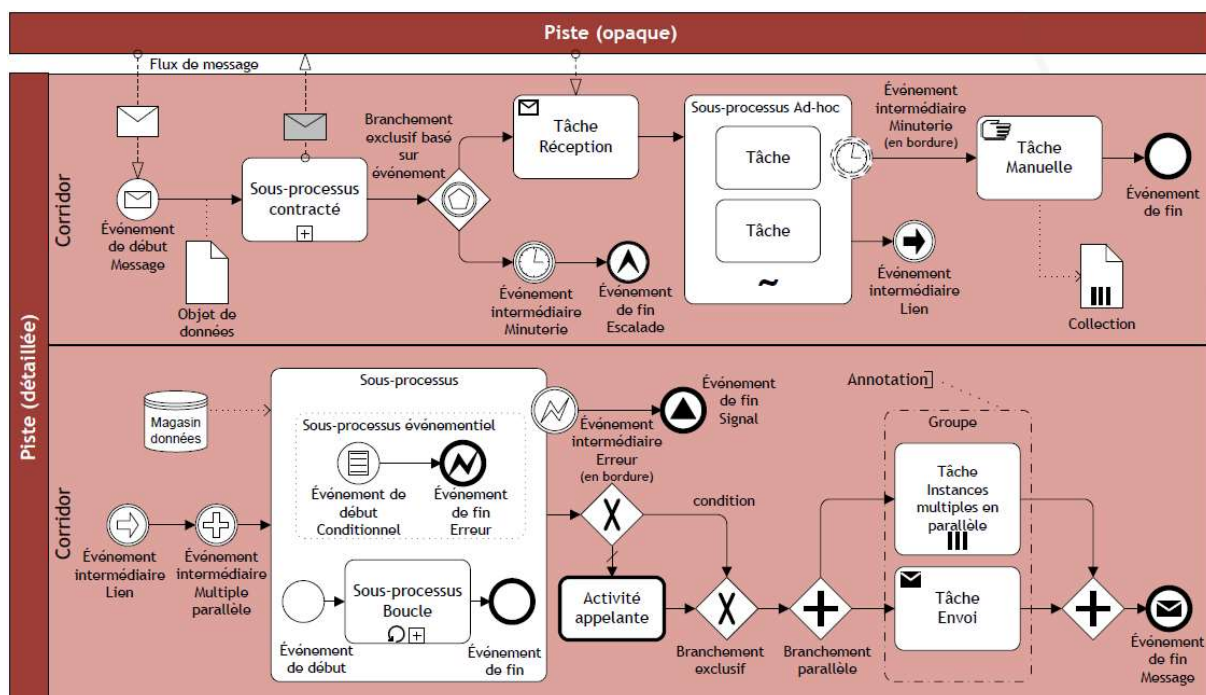 Piste (opaque)
Flux de message
Piste (détaillée)
Corridor
Événement
de début
Message
Objet de
données
Sous-processus
contracté
Branchement
exclusif basé
sur
événement
Tâche
Réception
Événement
intermédiaire
Minuterie
Événement
de fin
Escalade
Sous-processus Ad-hoc
Tâche
Tâche
~
Événement
intermédiaire
Minuterie
(en bordure)
Événement
intermédiaire
Lien
Tâche
Manuelle
Événement
de fin
Collection
Corridor
Magasin
données
Événement
intermédiaire
Lien
Événement
intermédiaire
Multiple
parallèle
Sous-processus
Sous-processus événementiel
Événement de
début
Conditionnel
Événement
de fin
Erreur
Événement
de début
Sous-processus
Boucle
Événement
de fin
Événement
intermédiaire
Erreur
(en bordure)
Événement
de fin
Signal
condition
Activité
appelante
Branchement
exclusif
Branchement
parallèle
Annotation
Groupe
Tâche
Instances
multiples en
parallèle
Tâche
Envoi
Événement
de fin
Message